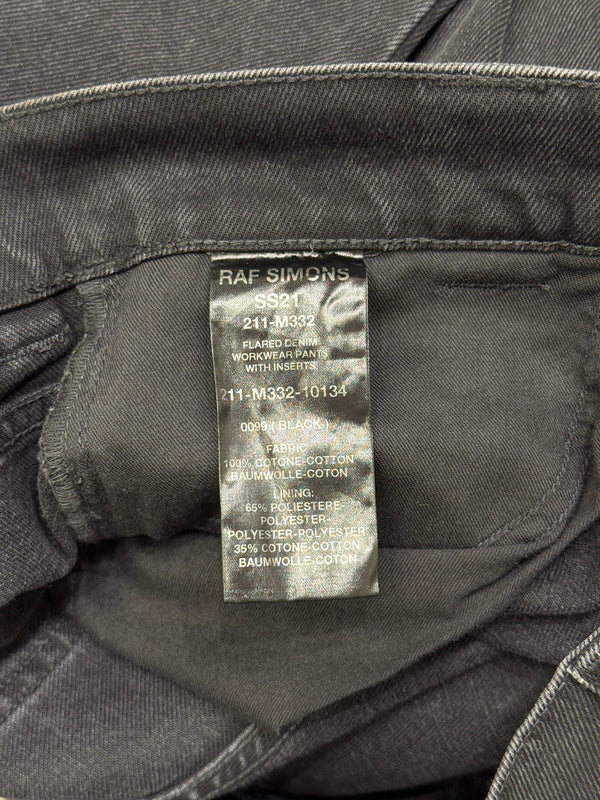 RAF SIMONS
SS21
211-M332
FLARED DENIM
WORKWEAR PANTS
WITH INSERTS
211-M332-10134
0099 ( BLACK )
FABRIC
100% COTONE-COTTON
BAUMWOLLE-COTON
LINING:
65% POLIESTERE-
POLYESTER-
POLYESTER-POLYESTER
35% COTONE-COTTON
BAUMWOLLE-COTON